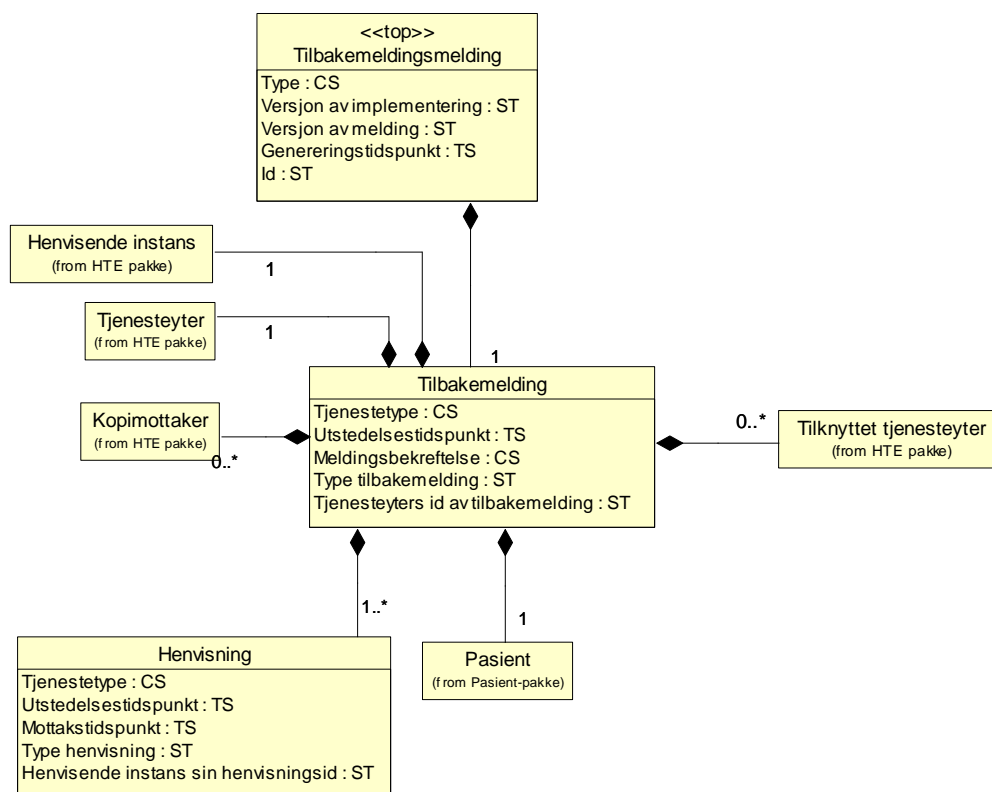 <<top>>
Tilbakemeldingsmelding
Type : CS
Versjon av implementering : ST
Versjon av melding : ST
Genereringstidspunkt : TS
Id : ST
Henvisende instans
(from HTE pakke)
1
Tjenesteyter
(from HTE pakke)
1
1
Tilbakemelding
Tjenestetype : CS
Utstedelsestidspunkt : TS
Meldingsbekreftelse : CS
Type tilbakemelding : ST
Tjenesteyters id av tilbakemelding : ST
Kopimottaker
(from HTE pakke)
0..*
0..*
Tilknyttet tjenesteyter
(from HTE pakke)
1..*
1
Henvisning
Tjenestetype : CS
Utstedelsestidspunkt : TS
Mottakstidspunkt : TS
Type henvisning : ST
Henvisende instans sin henvisningsid : ST
Pasient
(from Pasient-pakke)